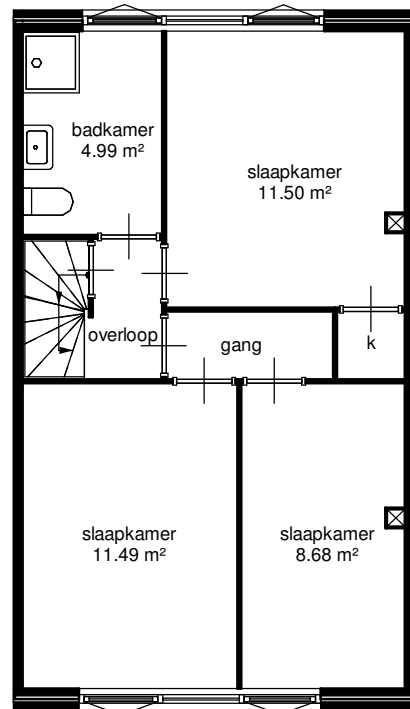 badkamer
4.99 m²
slaapkamer
11.50 m²
overloop
gang
k
slaapkamer
11.49 m²
slaapkamer
8.68 m²